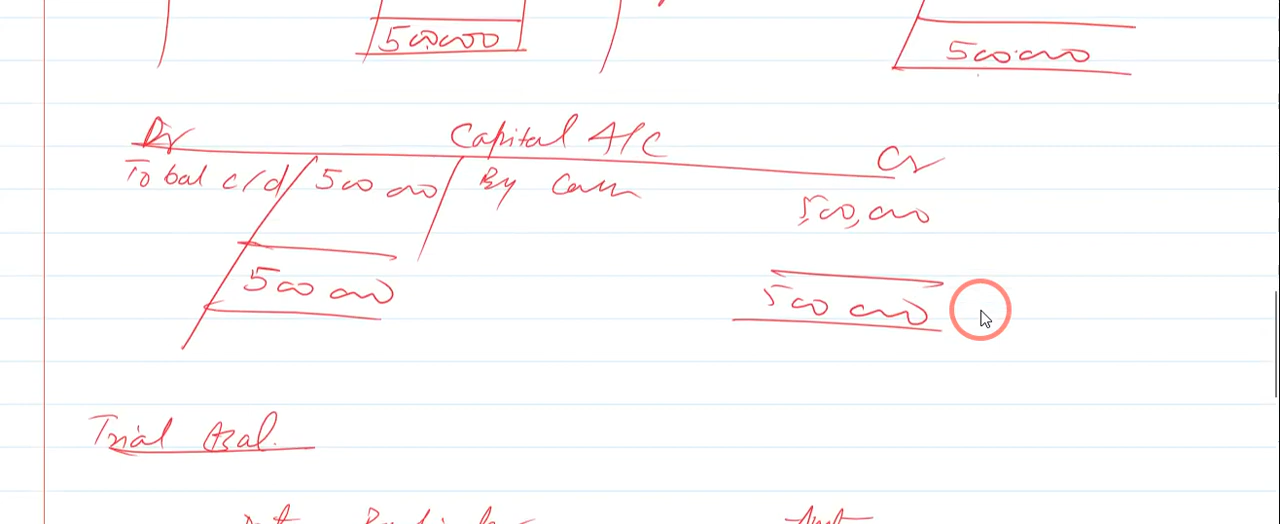 500000 500000
Dr Capital A/C Cr
To bal c/d 500000 By Cash 500,000
500000 500000
Trial Bal.